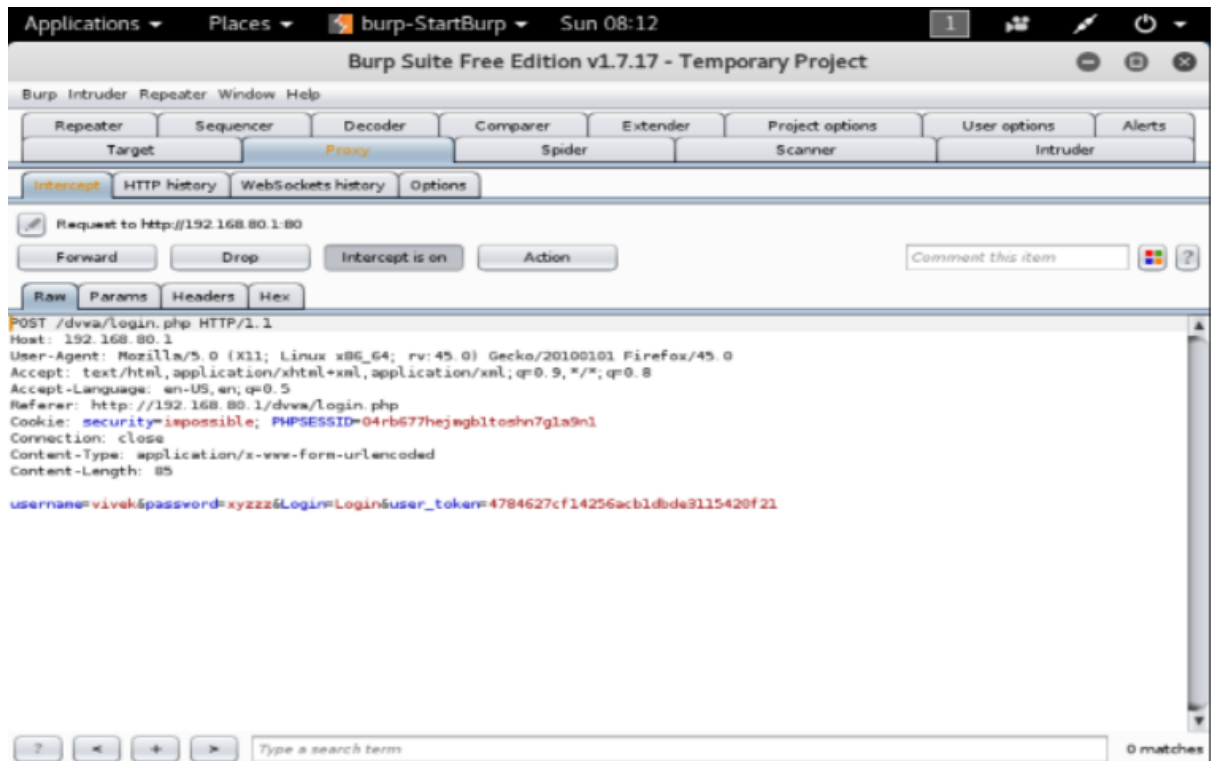 Applications Places burp-StartBurp Sun 08:12 1
Burp Suite Free Edition v1.7.17 - Temporary Project
Burp Intruder Repeater Window Help
Repeater Sequencer Decoder Comparer Extender Project options User options Alerts
Target Proxy Spider Scanner Intruder
Intercept HTTP history WebSockets history Options
Request to http://192.168.80.1:80
Forward Drop Intercept is on Action Comment this item ?
Raw Params Headers Hex
POST /dvwa/login.php HTTP/1.1
Host: 192.168.80.1
User-Agent: Mozilla/5.0 (X11; Linux x86_64; rv:45.0) Gecko/20100101 Firefox/45.0
Accept: text/html,application/xhtml+xml,application/xml;q=0.9,*/*;q=0.8
Accept-Language: en-US,en;q=0.5
Referer: http://192.168.80.1/dvwa/login.php
Cookie: security=impossible; PHPSESSID=04rb677hejmgb1toshn7g1a9n1
Connection: close
Content-Type: application/x-www-form-urlencoded
Content-Length: 85
username=vivek&password=xyzzz&Login=Login&user_token=4784627cf14256acb1dbde3115420f21
? < + > Type a search term 0 matches